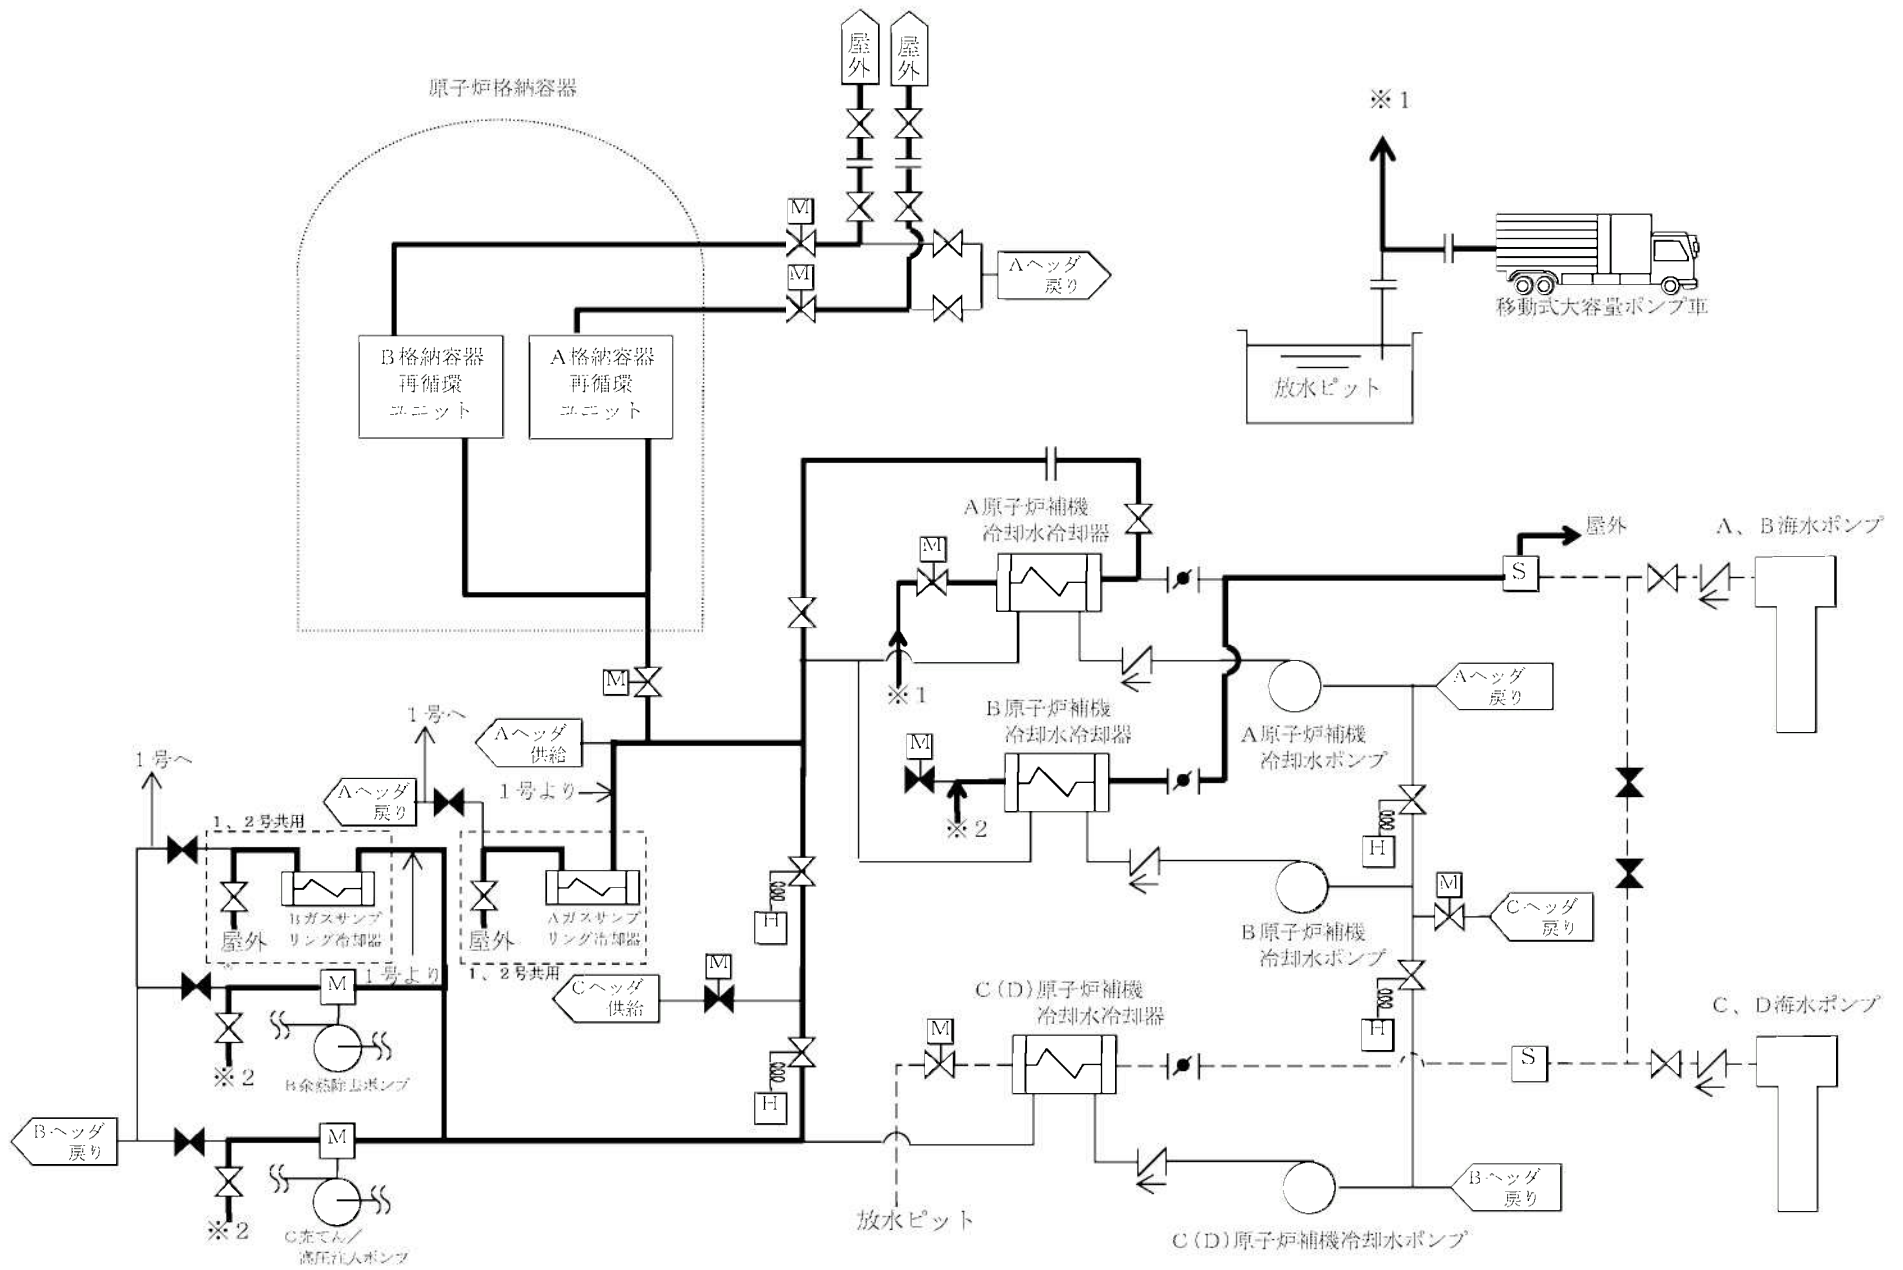 屋外
屋外
原子炉格納容器
※1
M
M
Aヘッダ
戻り
移動式大容量ポンプ車
放水ピット
B格納容器
再循環
ユニット
A格納容器
再循環
ユニット
A原子炉補機
冷却水冷却器
M
屋外
A、B海水ポンプ
S
M
※1
Aヘッダ
戻り
B原子炉補機
冷却水冷却器
A原子炉補機
冷却水ポンプ
M
※2
1号へ
Aヘッダ
供給
1号へ
Aヘッダ
戻り
1号より
1、2号共用
Bガスサンプ
リング冷却器
屋外
1号より
Aガスサンプ
リング冷却器
屋外
1、2号共用
H
H
M
Cヘッダ
戻り
B原子炉補機
冷却水ポンプ
M
Cヘッダ
供給
M
B余熱除去ポンプ
※2
C(D)原子炉補機
冷却水冷却器
M
H
C、D海水ポンプ
S
H
Bヘッダ
戻り
M
※2
C充てん/
高圧注入ポンプ
放水ピット
Bヘッダ
戻り
C(D)原子炉補機冷却水ポンプ